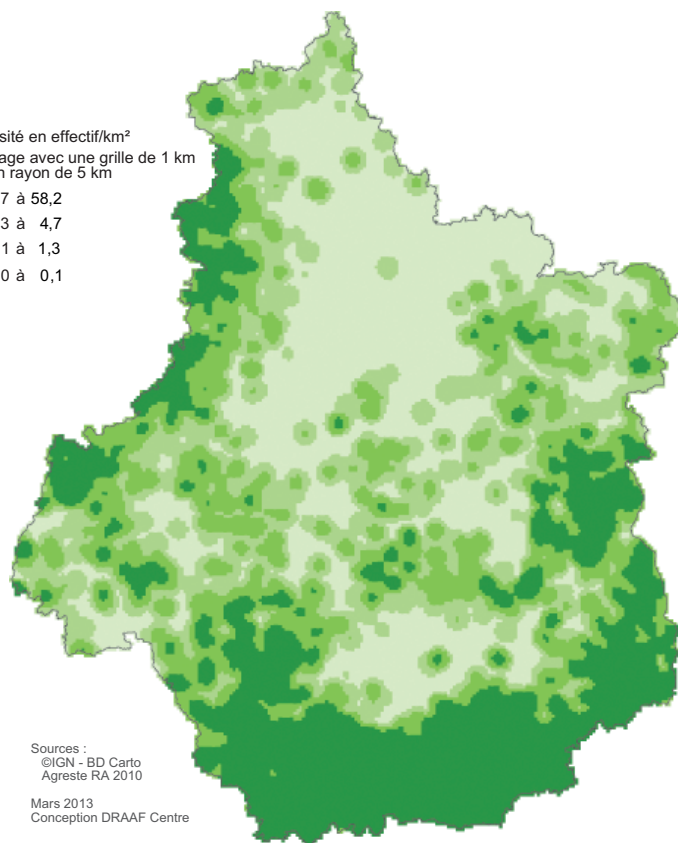 sité en effectif/km²
age avec une grille de 1 km
n rayon de 5 km
7 à 58,2
3 à 4,7
1 à 1,3
0 à 0,1
Sources :
©IGN - BD Carto
Agreste RA 2010
Mars 2013
Conception DRAAF Centre